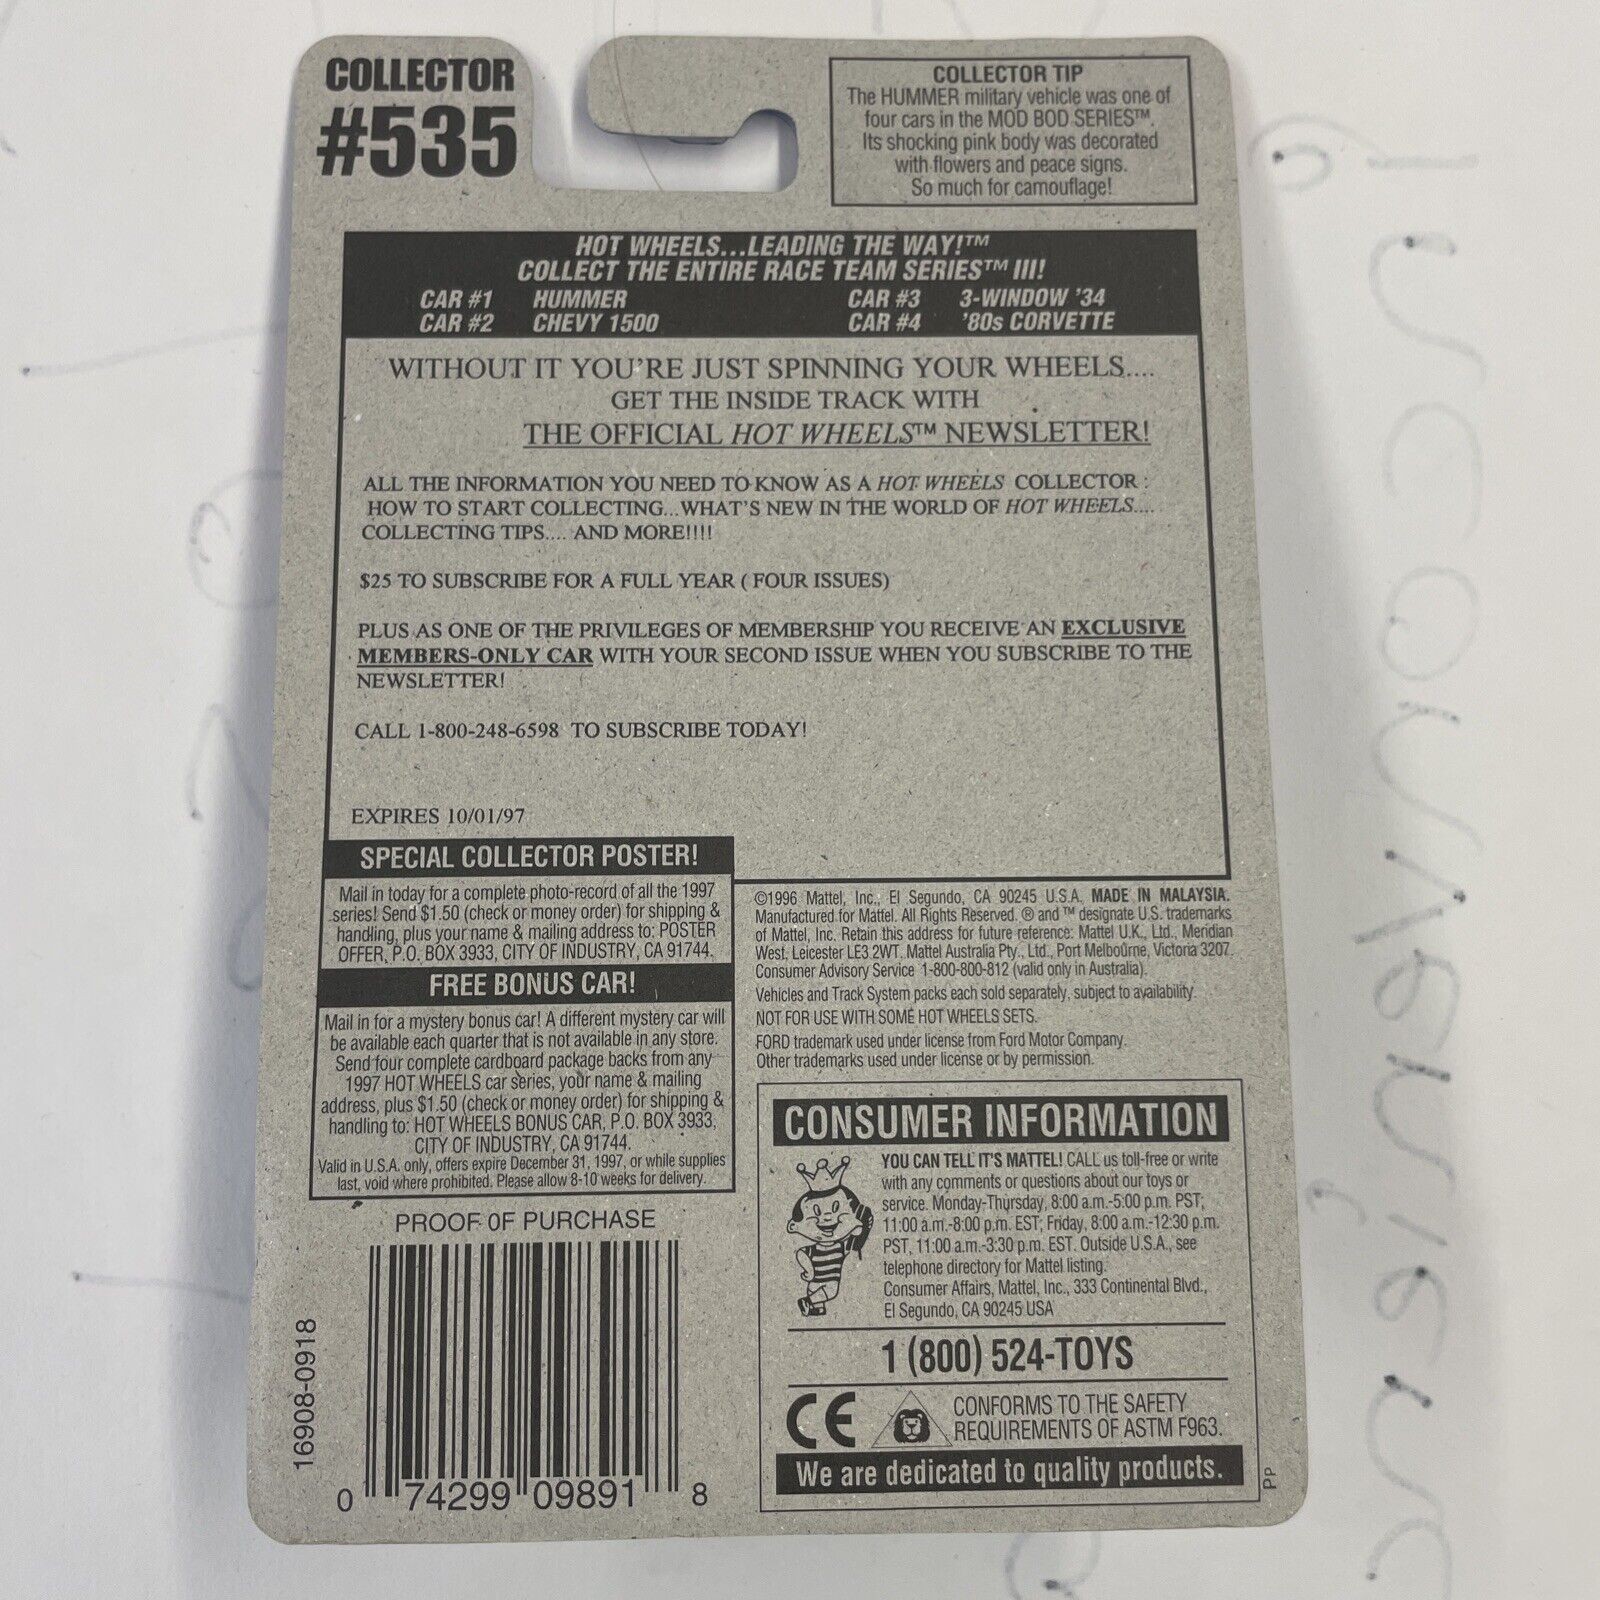 COLLECTOR
#535
COLLECTOR TIP
The HUMMER military vehicle was one of
four cars in the MOD BOD SERIES™.
Its shocking pink body was decorated
with flowers and peace signs.
So much for camouflage!
HOT WHEELS...LEADING THE WAY!™
COLLECT THE ENTIRE RACE TEAM SERIES™ III!
CAR #1 HUMMER CAR #3 3-WINDOW '34
CAR #2 CHEVY 1500 CAR #4 '80s CORVETTE
WITHOUT IT YOU'RE JUST SPINNING YOUR WHEELS....
GET THE INSIDE TRACK WITH
THE OFFICIAL HOT WHEELS™ NEWSLETTER!
ALL THE INFORMATION YOU NEED TO KNOW AS A HOT WHEELS COLLECTOR :
HOW TO START COLLECTING...WHAT'S NEW IN THE WORLD OF HOT WHEELS....
COLLECTING TIPS.... AND MORE!!!!
$25 TO SUBSCRIBE FOR A FULL YEAR ( FOUR ISSUES)
PLUS AS ONE OF THE PRIVILEGES OF MEMBERSHIP YOU RECEIVE AN EXCLUSIVE
MEMBERS-ONLY CAR WITH YOUR SECOND ISSUE WHEN YOU SUBSCRIBE TO THE
NEWSLETTER!
CALL 1-800-248-6598 TO SUBSCRIBE TODAY!
EXPIRES 10/01/97
SPECIAL COLLECTOR POSTER!
Mail in today for a complete photo-record of all the 1997
series! Send $1.50 (check or money order) for shipping &
handling, plus your name & mailing address to: POSTER
OFFER, P.O. BOX 3933, CITY OF INDUSTRY, CA 91744.
FREE BONUS CAR!
Mail in for a mystery bonus car! A different mystery car will
be available each quarter that is not available in any store.
Send four complete cardboard package backs from any
1997 HOT WHEELS car series, your name & mailing
address, plus $1.50 (check or money order) for shipping &
handling to: HOT WHEELS BONUS CAR, P.O. BOX 3933,
CITY OF INDUSTRY, CA 91744.
Valid in U.S.A. only, offers expire December 31, 1997, or while supplies
last, void where prohibited. Please allow 8-10 weeks for delivery.
PROOF OF PURCHASE
16908-0918
0 74299 09891 8
©1996 Mattel, Inc., El Segundo, CA 90245 U.S.A. MADE IN MALAYSIA.
Manufactured for Mattel. All Rights Reserved. ® and ™ designate U.S. trademarks
of Mattel, Inc. Retain this address for future reference: Mattel U.K., Ltd., Meridian
West, Leicester LE3 2WT. Mattel Australia Pty., Ltd., Port Melbourne, Victoria 3207.
Consumer Advisory Service 1-800-800-812 (valid only in Australia).
Vehicles and Track System packs each sold separately, subject to availability.
NOT FOR USE WITH SOME HOT WHEELS SETS.
FORD trademark used under license from Ford Motor Company.
Other trademarks used under license or by permission.
CONSUMER INFORMATION
YOU CAN TELL IT'S MATTEL! CALL us toll-free or write
with any comments or questions about our toys or
service. Monday-Thursday, 8:00 a.m.-5:00 p.m. PST;
11:00 a.m.-8:00 p.m. EST; Friday, 8:00 a.m.-12:30 p.m.
PST, 11:00 a.m.-3:30 p.m. EST. Outside U.S.A., see
telephone directory for Mattel listing.
Consumer Affairs, Mattel, Inc., 333 Continental Blvd.,
El Segundo, CA 90245 USA
1 (800) 524-TOYS
CE
CONFORMS TO THE SAFETY
REQUIREMENTS OF ASTM F963.
We are dedicated to quality products.
PP